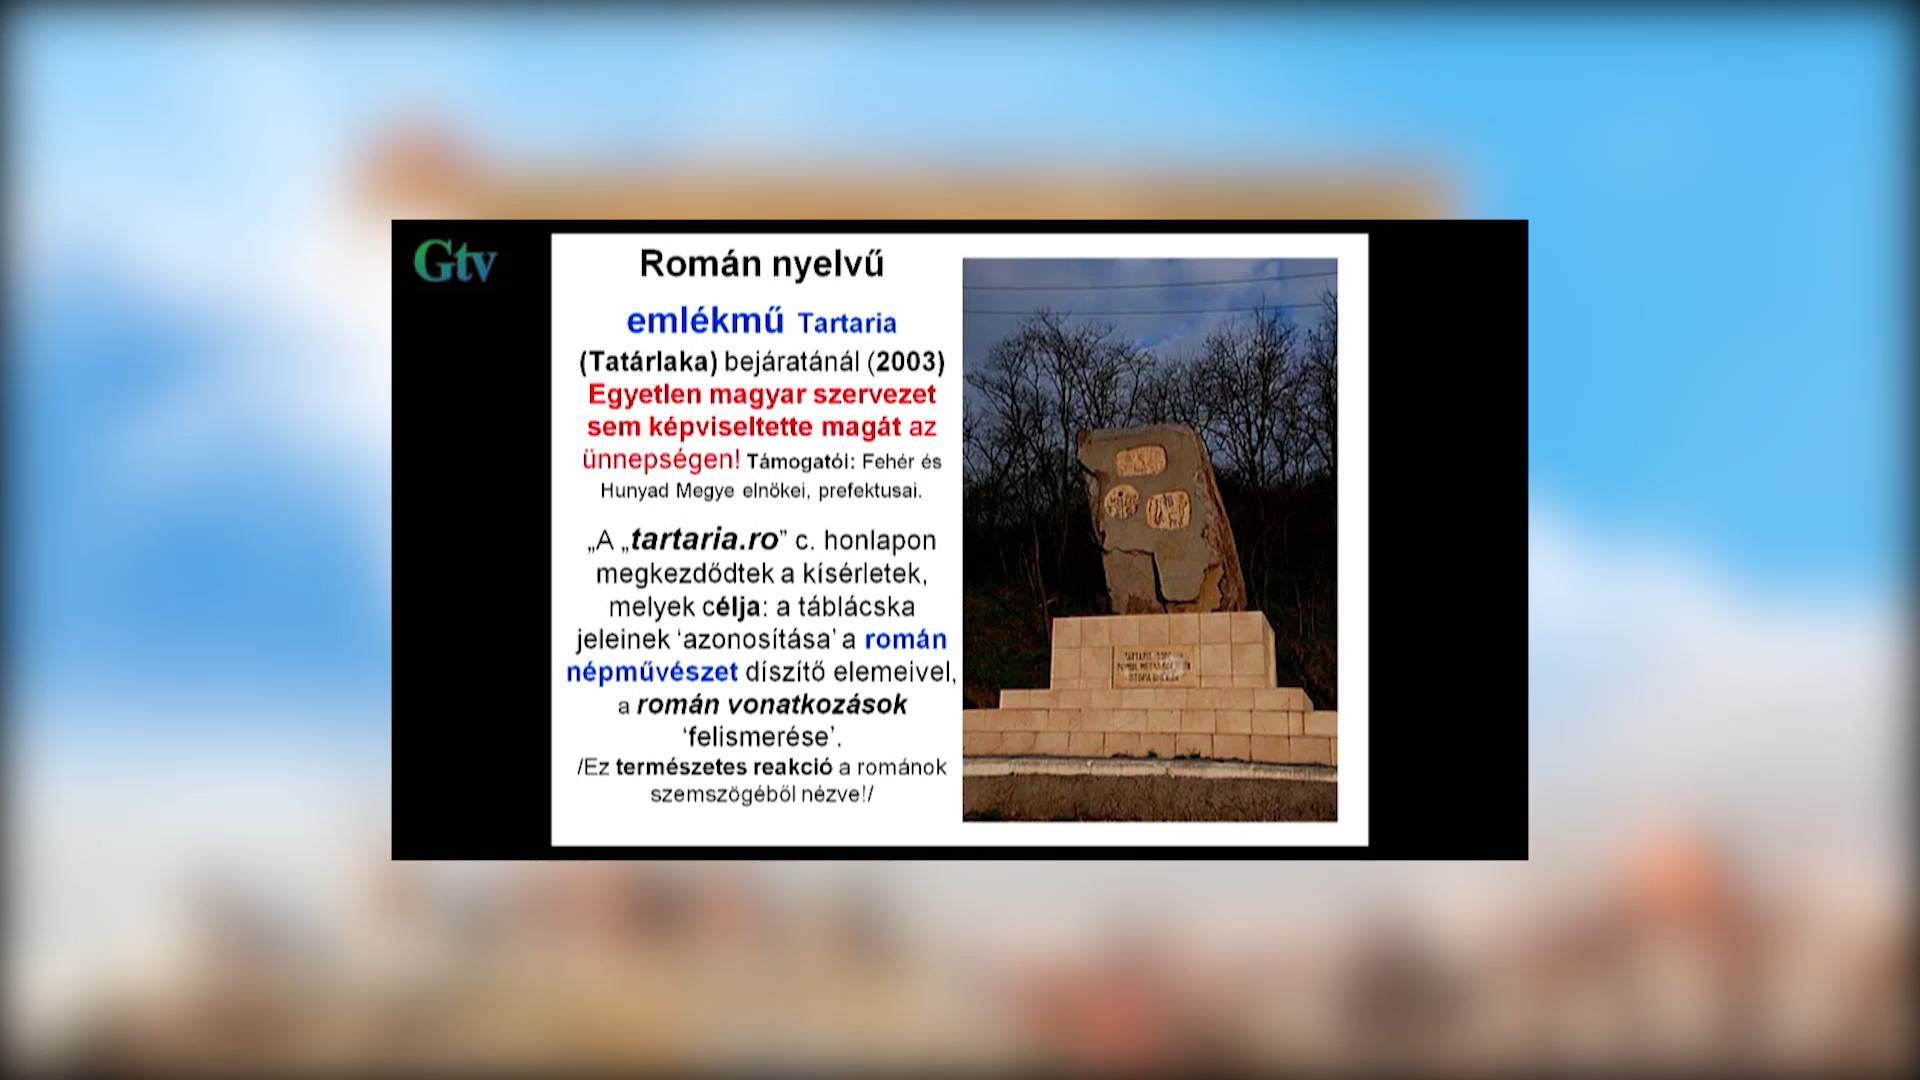 Gtv
Román nyelvű
emlékmű Tartaria
(Tatárlaka) bejáratánál (2003)
Egyetlen magyar szervezet
sem képviseltette magát az
ünnepségen! Támogatói: Fehér és
Hunyad Megye elnökei, prefektusai.
„A „tartaria.ro” c. honlapon
megkezdődtek a kísérletek,
melyek célja: a táblácska
jeleinek ‘azonosítása’ a román
népművészet díszítő elemeivel,
a román vonatkozások
‘felismerése’.
/Ez természetes reakció a románok
szemszögéből nézve!/